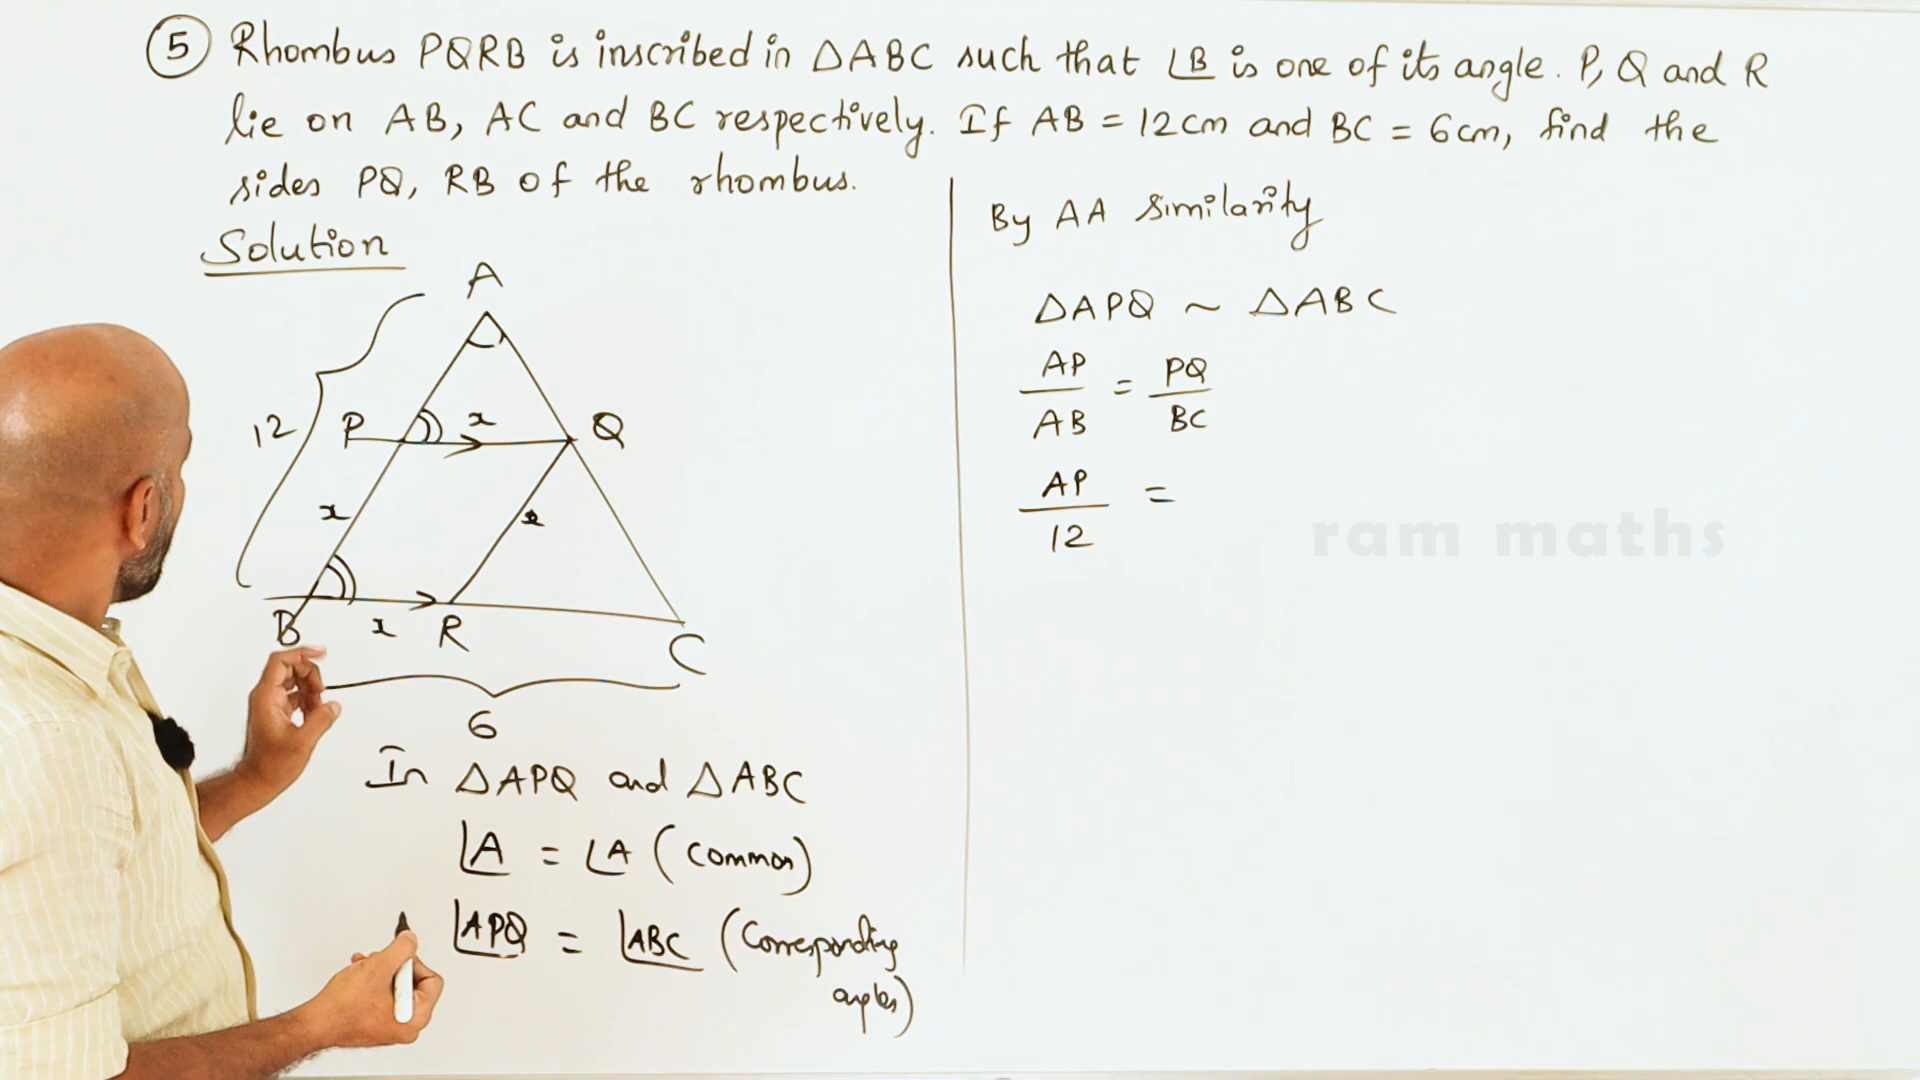 5 Rhombus PQRB is inscribed in △ABC such that ∠B is one of its angle. P, Q and R
lie on AB, AC and BC respectively. If AB = 12cm and BC = 6cm, find the
sides PQ, RB of the rhombus.
Solution
A
12
P
x
Q
x
x
B
x
R
C
6
In △APQ and △ABC
∠A = ∠A (Common)
∠APQ = ∠ABC (Corresponding
angles)
By AA Similarity
△APQ ~ △ABC
AP/AB = PQ/BC
AP/12 =
ram maths